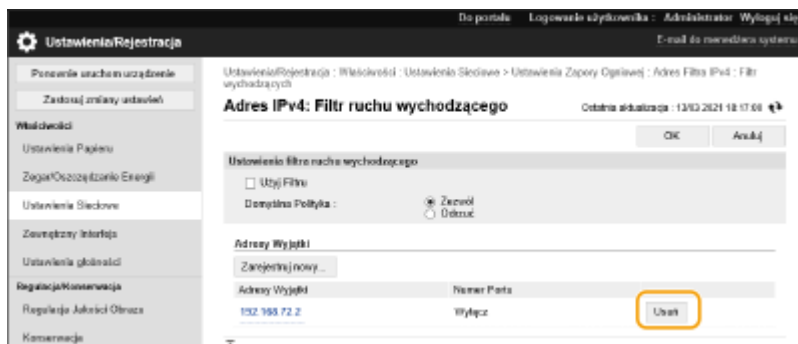 Do portalu Logowanie użytkownika : Administrator Wyloguj się
Ustawienia/Rejestracja
E-mail do menedżera systemu
Ponownie uruchom urządzenie
Zastosuj zmiany ustawień
Właściwości
Ustawienia Papieru
Zegar/Oszczędzanie Energii
Ustawienia Sieciowe
Zewnętrzny Interfejs
Ustawienia głośności
Regulacja/Konserwacja
Regulacja Jakości Obrazu
Konserwacja
Ustawienia/Rejestracja : Właściwości : Ustawienia Sieciowe > Ustawienia Zapory Ogniowej : Adres Filtra IPv4 : Filtr
wychodzących
Adres IPv4: Filtr ruchu wychodzącego
Ostatnia aktualizacja : 13/03 2021 18:17:00
OK Anuluj
Ustawienia filtra ruchu wychodzącego
Użyj Filtru
Domyślna Polityka :
Zezwól
Odrzuć
Adresy Wyjątki
Zarejestruj nowy...
Adresy Wyjątki Numer Portu
192.168.72.2 Wyłącz Usuń